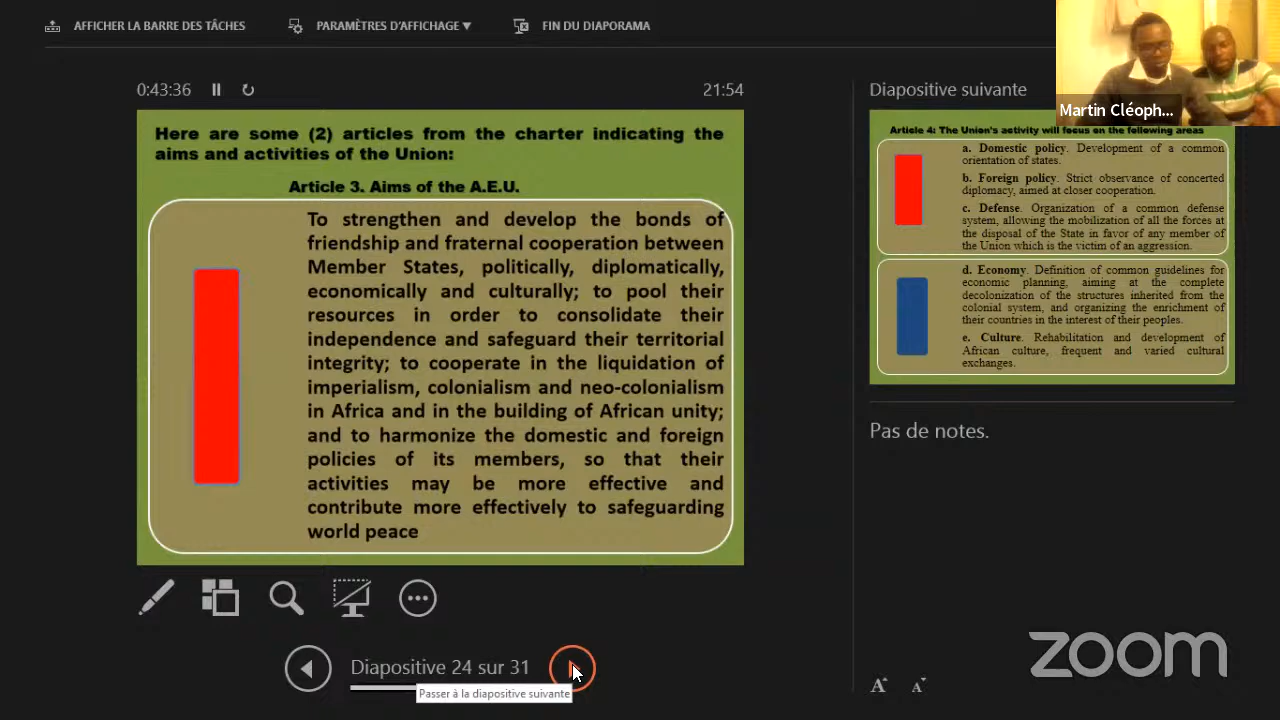 AFFICHER LA BARRE DES TÂCHES
PARAMÈTRES D'AFFICHAGE
FIN DU DIAPORAMA
Martin Cléoph...
0:43:36
21:54
Here are some (2) articles from the charter indicating the
aims and activities of the Union:
Article 3. Aims of the A.E.U.
To strengthen and develop the bonds of
friendship and fraternal cooperation between
Member States, politically, diplomatically,
economically and culturally; to pool their
resources in order to consolidate their
independence and safeguard their territorial
integrity; to cooperate in the liquidation of
imperialism, colonialism and neo-colonialism
in Africa and in the building of African unity;
and to harmonize the domestic and foreign
policies of its members, so that their
activities may be more effective and
contribute more effectively to safeguarding
world peace
Diapositive suivante
Article 4: The Union's activity will focus on the following areas
a. Domestic policy. Development of a common
orientation of states.
b. Foreign policy. Strict observance of concerted
diplomacy, aimed at closer cooperation.
c. Defense. Organization of a common defense
system, allowing the mobilization of all the forces at
the disposal of the State in favor of any member of
the Union which is the victim of an aggression.
d. Economy. Definition of common guidelines for
economic planning, aiming at the complete
decolonization of the structures inherited from the
colonial system, and organizing the enrichment of
their countries in the interest of their peoples.
e. Culture. Rehabilitation and development of
African culture, frequent and varied cultural
exchanges.
Pas de notes.
Diapositive 24 sur 31
Passer à la diapositive suivante
A A
zoom